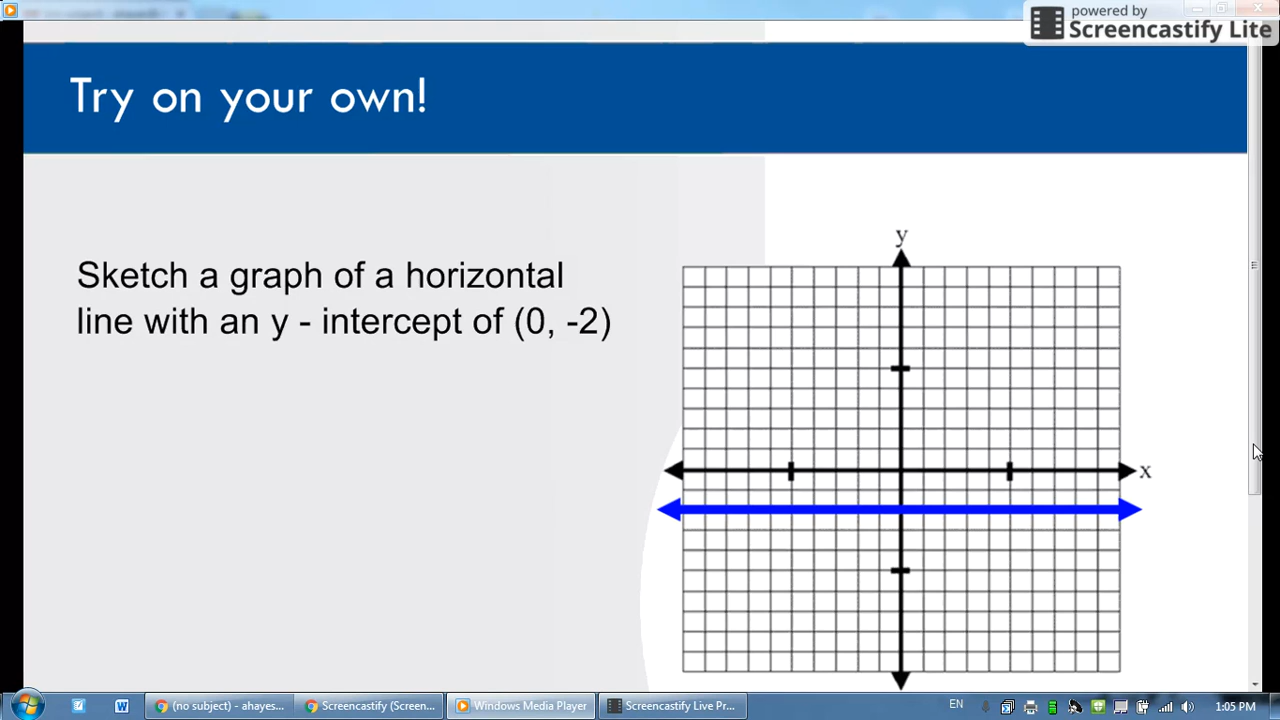 powered by
Screencastify Lite
Try on your own!
Sketch a graph of a horizontal
line with an y - intercept of (0, -2)
y
x
(no subject) - ahayes...
Screencastify (Screen...
Windows Media Player
Screencastify Live Pr...
EN
1:05 PM